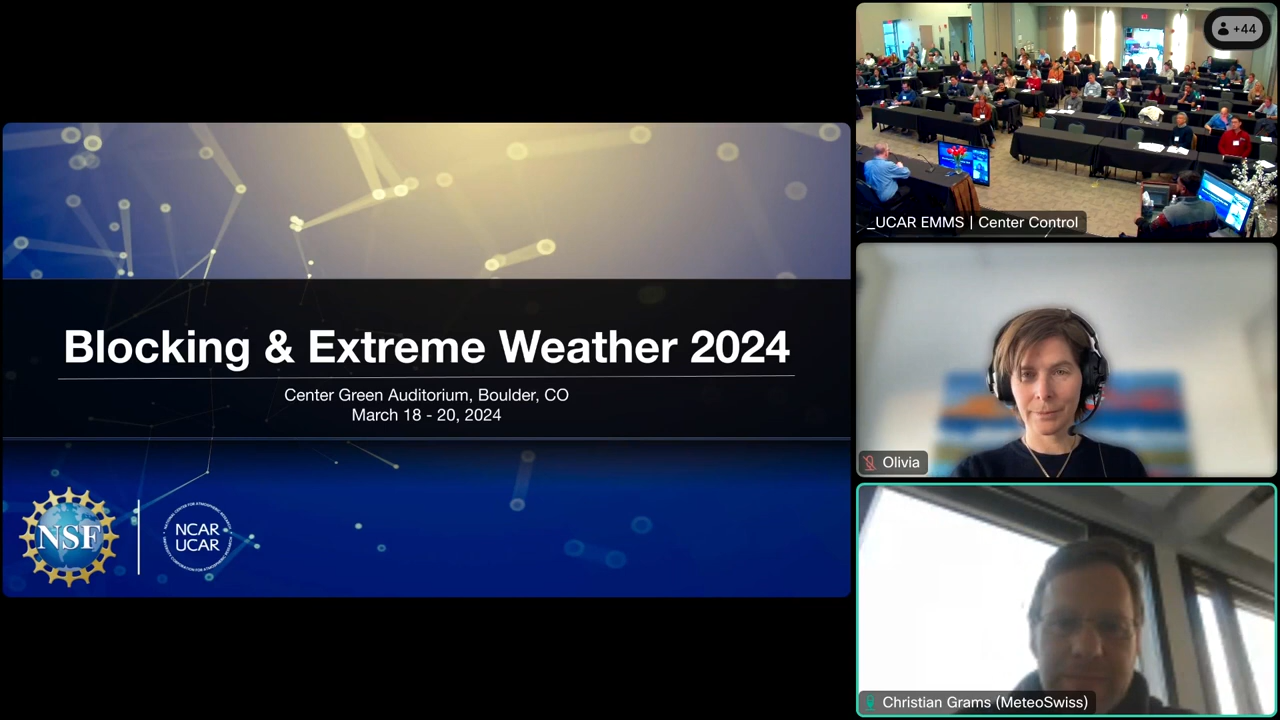 Blocking & Extreme Weather 2024
Center Green Auditorium, Boulder, CO
March 18 - 20, 2024
NSF
NCAR
UCAR
+44
_UCAR EMMS | Center Control
Olivia
Christian Grams (MeteoSwiss)